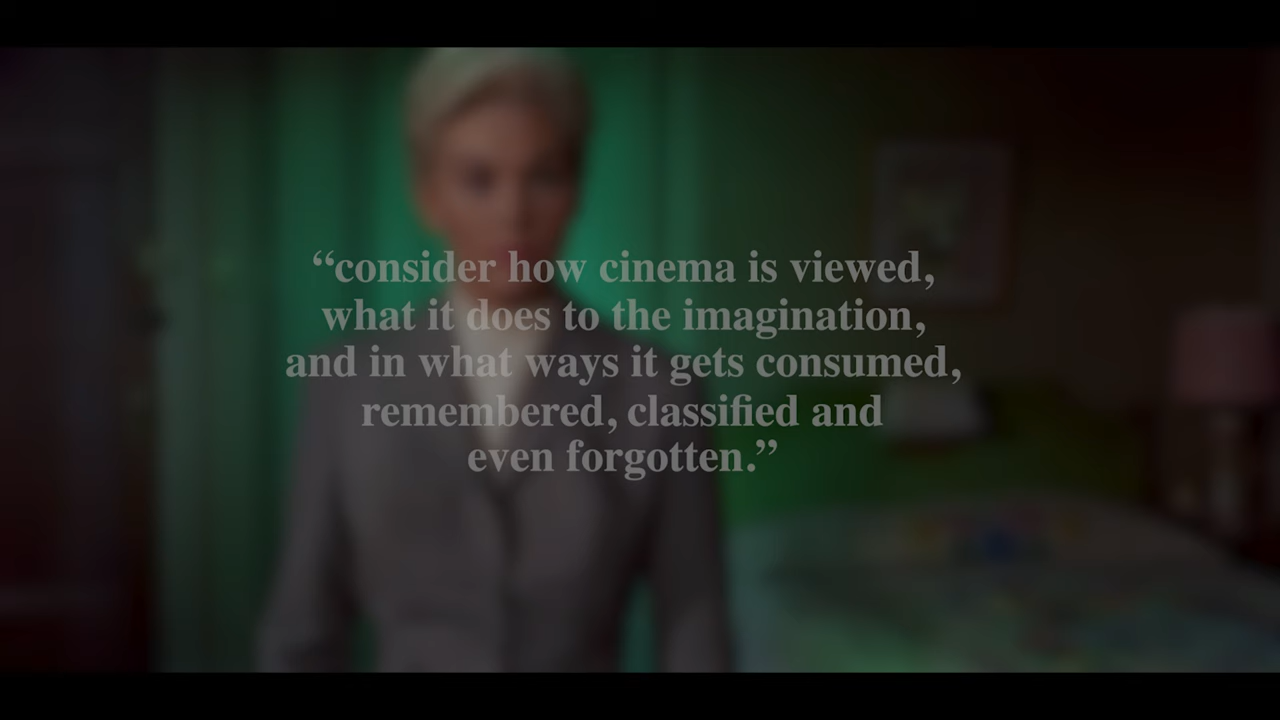 “consider how cinema is viewed,
what it does to the imagination,
and in what ways it gets consumed,
remembered, classified and
even forgotten.”